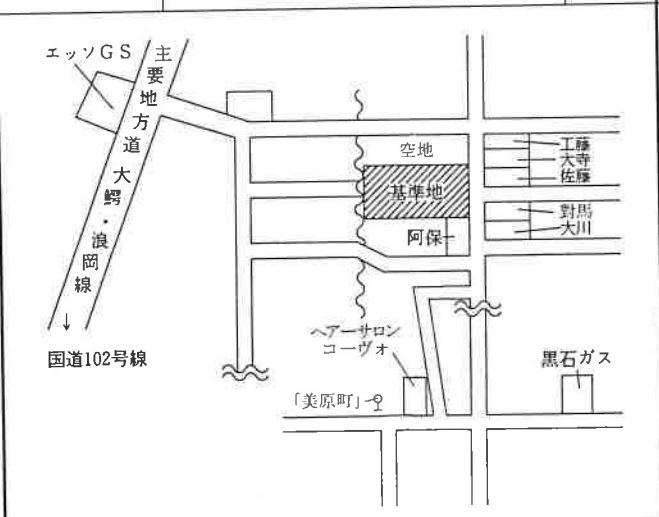 エッソGS
主要地方道 大鰐・浪岡線
↓
国道102号線
空地
基準地
阿保
工藤
大寺
佐藤
對馬
大川
ヘアーサロン
コーヴォ
「美原町」
黒石ガス